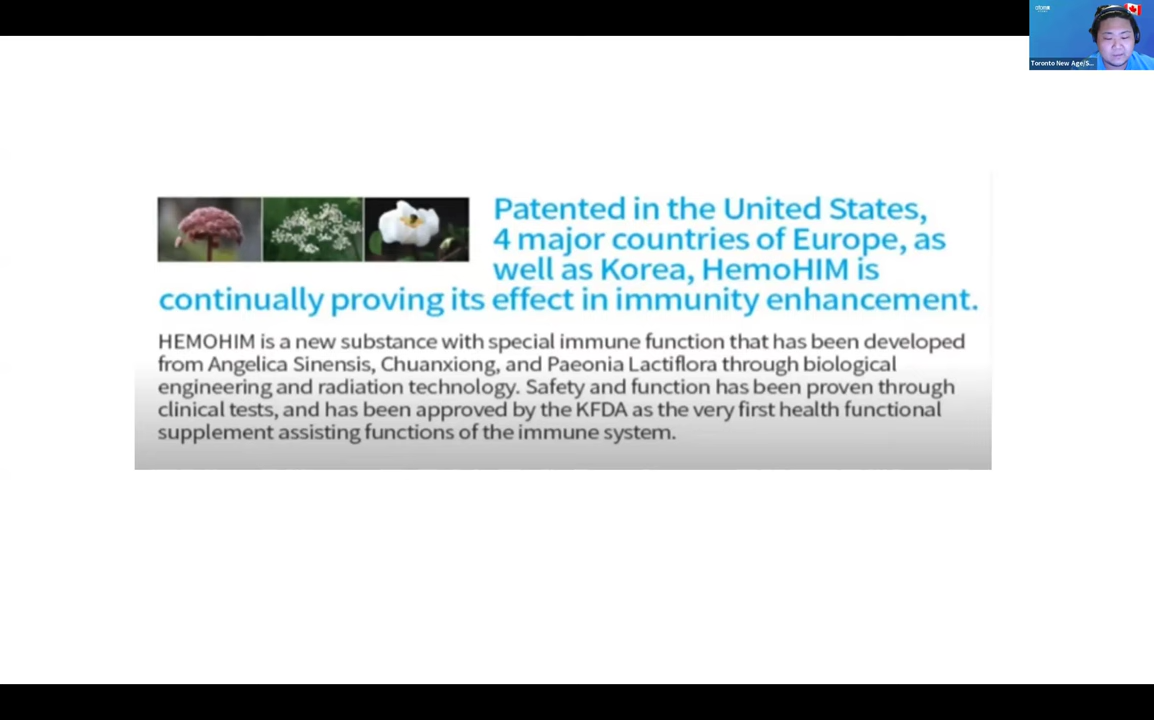 Toronto New Age/S...
Patented in the United States,
4 major countries of Europe, as
well as Korea, HemoHIM is
continually proving its effect in immunity enhancement.
HEMOHIM is a new substance with special immune function that has been developed
from Angelica Sinensis, Chuanxiong, and Paeonia Lactiflora through biological
engineering and radiation technology. Safety and function has been proven through
clinical tests, and has been approved by the KFDA as the very first health functional
supplement assisting functions of the immune system.